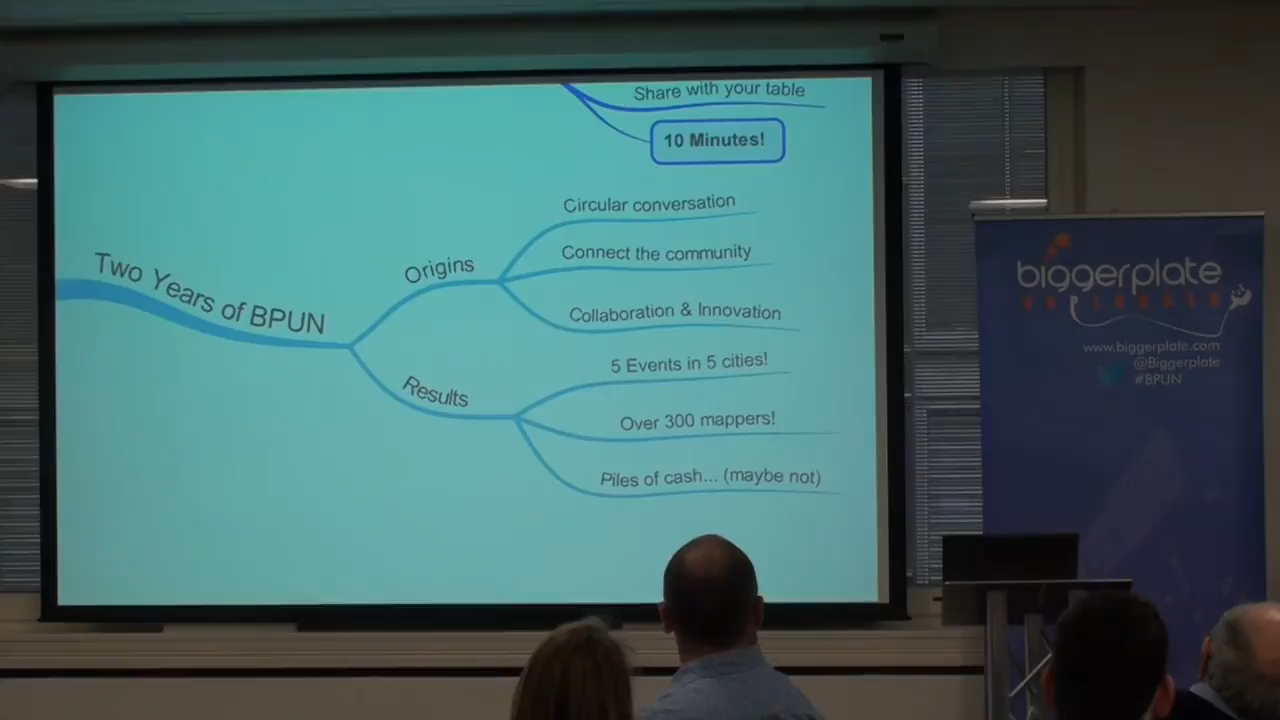 Share with your table
10 Minutes!
Two Years of BPUN
Origins
Circular conversation
Connect the community
Collaboration & Innovation
Results
5 Events in 5 cities!
Over 300 mappers!
Piles of cash... (maybe not)
biggerplate
www.biggerplate.com
@Biggerplate
#BPUN